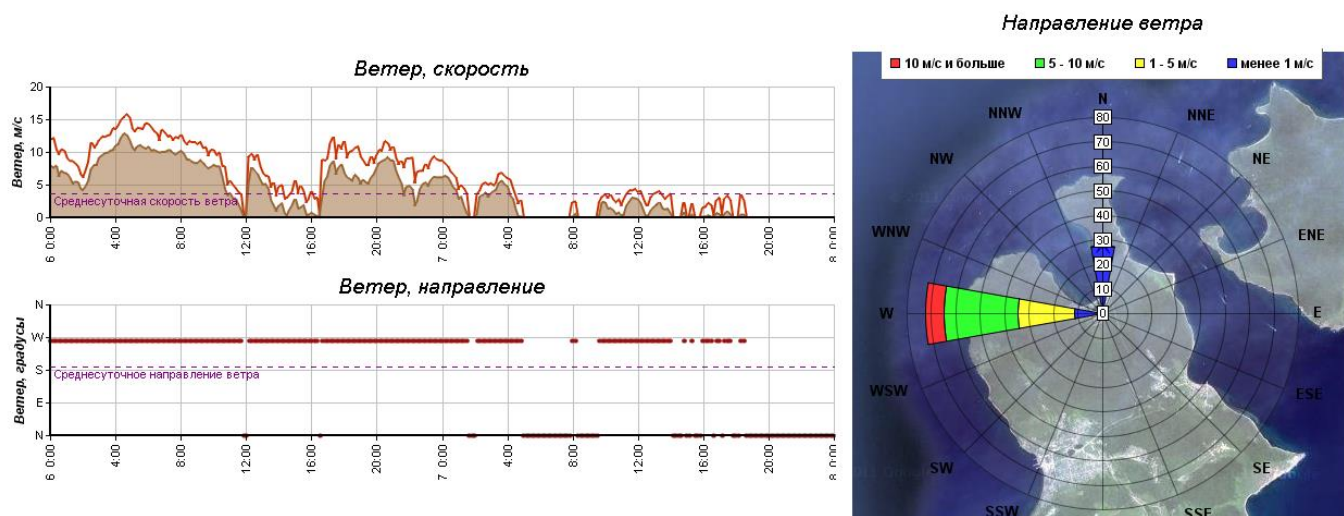 Направление ветра
10 м/с и больше 5 - 10 м/с 1 - 5 м/с менее 1 м/с
Ветер, скорость
Ветер, м/с
20
15
10
5
0
Среднесуточная скорость ветра
6 0:00 4:00 8:00 12:00 16:00 20:00 7 0:00 4:00 8:00 12:00 16:00 20:00 8 0:00
Ветер, направление
Ветер, градусы
N
W
S
E
N
Среднесуточное направление ветра
6 0:00 4:00 8:00 12:00 16:00 20:00 7 0:00 4:00 8:00 12:00 16:00 20:00 8 0:00
N
NNW NNE
NW NE
WNW ENE
W E
WSW ESE
SW SE
SSW SSE
80
70
60
50
40
30
20
10
0